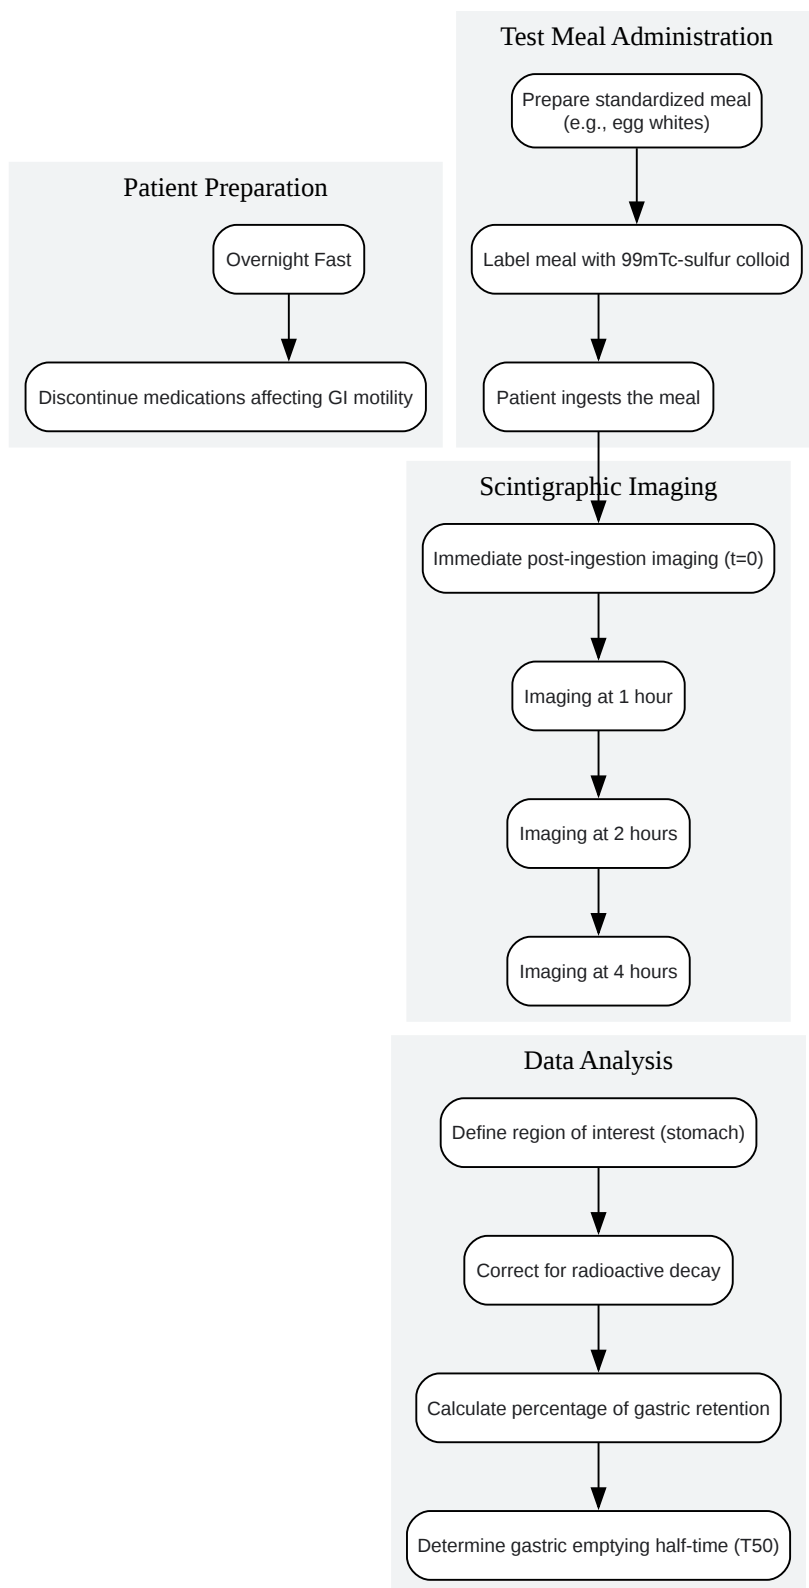 Patient Preparation
Overnight Fast
Discontinue medications affecting GI motility
Test Meal Administration
Prepare standardized meal
(e.g., egg whites)
Label meal with 99mTc-sulfur colloid
Patient ingests the meal
Scintigraphic Imaging
Immediate post-ingestion imaging (t=0)
Imaging at 1 hour
Imaging at 2 hours
Imaging at 4 hours
Data Analysis
Define region of interest (stomach)
Correct for radioactive decay
Calculate percentage of gastric retention
Determine gastric emptying half-time (T50)